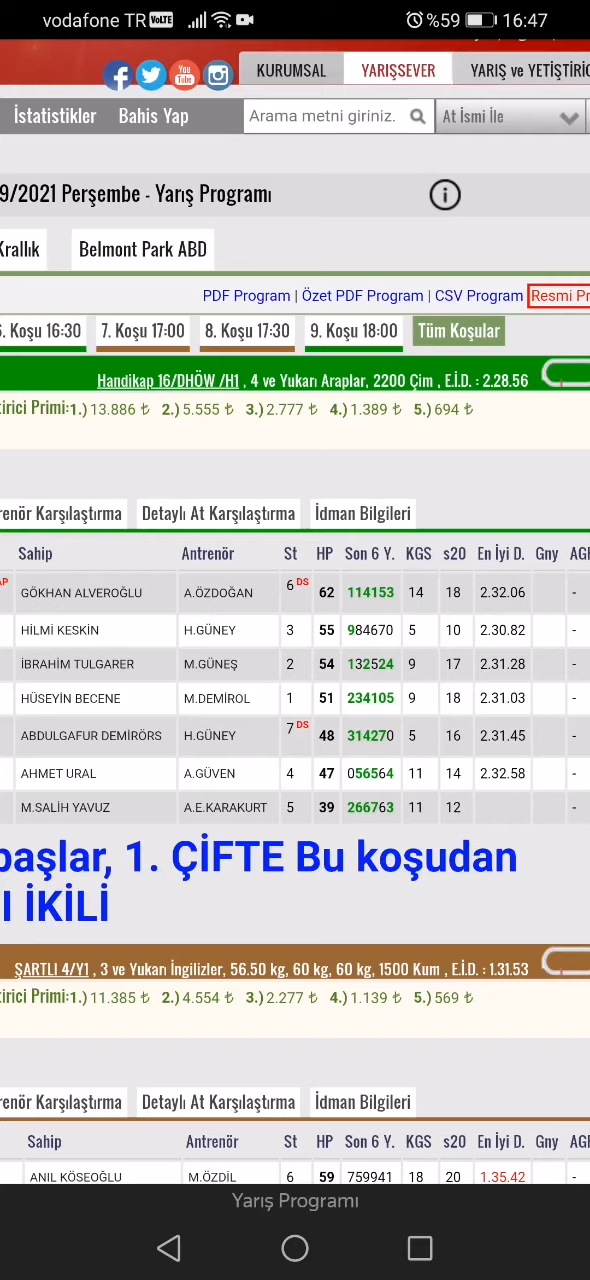 vodafone TR VoLTE %59 16:47
f You Tube KURUMSAL YARIŞSEVER YARIŞ ve YETİŞTİRİC
İstatistikler Bahis Yap Arama metni giriniz. At İsmi İle
9/2021 Perşembe - Yarış Programı i
Krallık Belmont Park ABD
PDF Program | Özet PDF Program | CSV Program Resmi Pr
6. Koşu 16:30 7. Koşu 17:00 8. Koşu 17:30 9. Koşu 18:00 Tüm Koşular
Handikap 16/DHÖW /H1 , 4 ve Yukarı Araplar, 2200 Çim , E.İ.D. : 2.28.56
tirici Primi:1.) 13.886 ₺ 2.) 5.555 ₺ 3.) 2.777 ₺ 4.) 1.389 ₺ 5.) 694 ₺
renör Karşılaştırma Detaylı At Karşılaştırma İdman Bilgileri
Sahip Antrenör St HP Son 6 Y. KGS s20 En İyi D. Gny AGF
AP GÖKHAN ALVEROĞLU A.ÖZDOĞAN 6 DS 62 114153 14 18 2.32.06 -
HİLMİ KESKİN H.GÜNEY 3 55 984670 5 10 2.30.82 -
İBRAHİM TULGARER M.GÜNEŞ 2 54 132524 9 17 2.31.28 -
HÜSEYİN BECENE M.DEMİROL 1 51 234105 9 18 2.31.03 -
ABDULGAFUR DEMİRÖRS H.GÜNEY 7 DS 48 314270 5 16 2.31.45 -
AHMET URAL A.GÜVEN 4 47 056564 11 14 2.32.58 -
M.SALİH YAVUZ A.E.KARAKURT 5 39 266763 11 12 -
başlar, 1. ÇİFTE Bu koşudan
I İKİLİ
ŞARTLI 4/Y1 , 3 ve Yukarı İngilizler, 56.50 kg, 60 kg, 60 kg, 1500 Kum , E.İ.D. : 1.31.53
tirici Primi:1.) 11.385 ₺ 2.) 4.554 ₺ 3.) 2.277 ₺ 4.) 1.139 ₺ 5.) 569 ₺
renör Karşılaştırma Detaylı At Karşılaştırma İdman Bilgileri
Sahip Antrenör St HP Son 6 Y. KGS s20 En İyi D. Gny AGF
ANIL KÖSEOĞLU M.ÖZDİL 6 59 759941 18 20 1.35.42 -
Yarış Programı